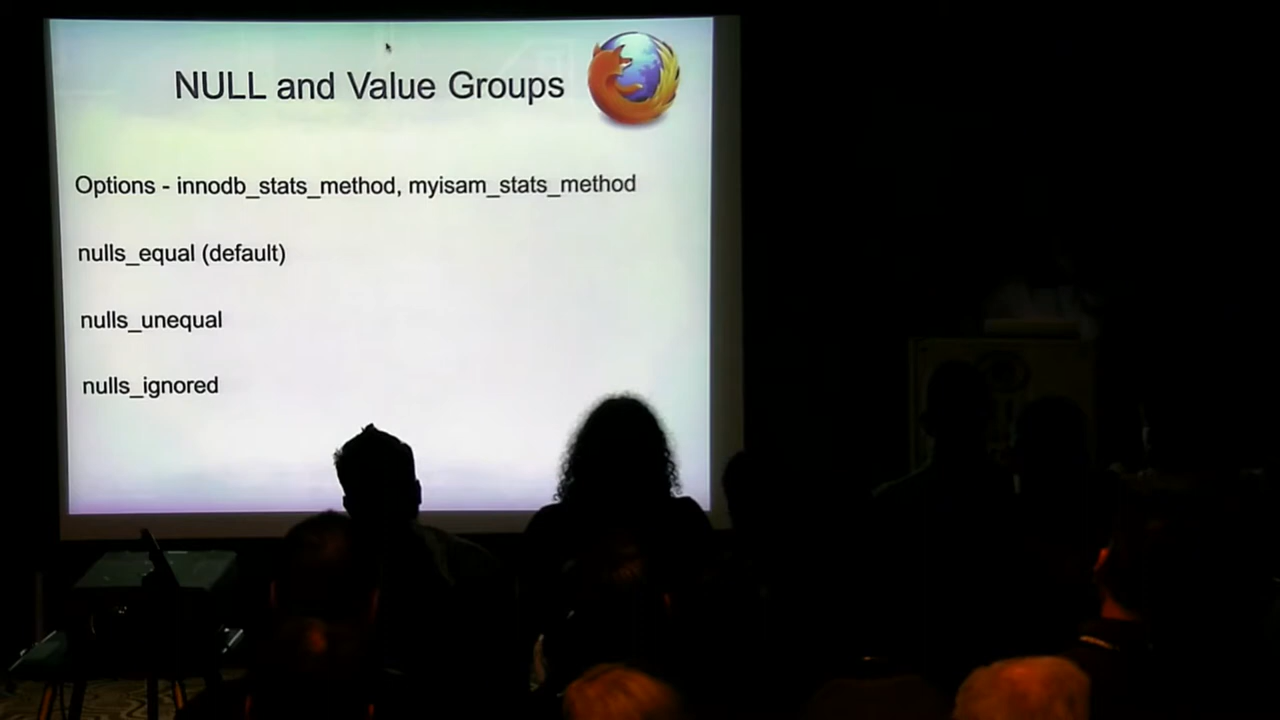 NULL and Value Groups
Options - innodb_stats_method, myisam_stats_method
nulls_equal (default)
nulls_unequal
nulls_ignored